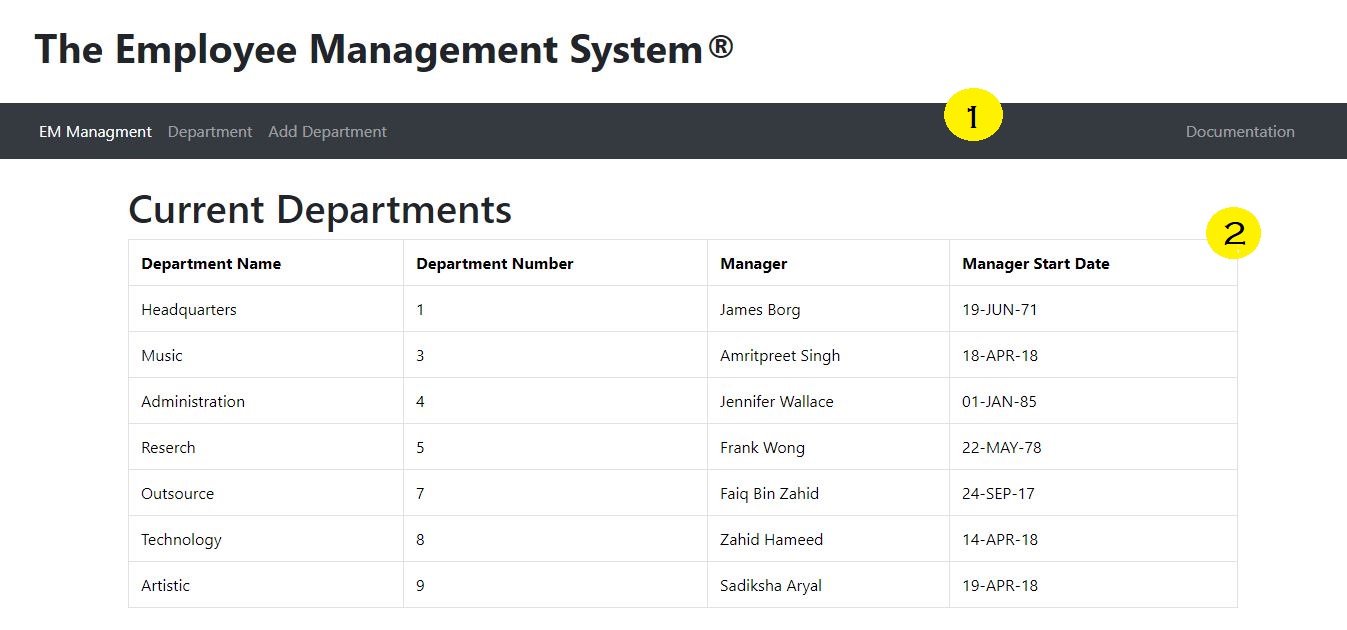 The Employee Management System®
1
EM Managment Department Add Department Documentation
Current Departments
2
Department Name Department Number Manager Manager Start Date
Headquarters 1 James Borg 19-JUN-71
Music 3 Amritpreet Singh 18-APR-18
Administration 4 Jennifer Wallace 01-JAN-85
Reserch 5 Frank Wong 22-MAY-78
Outsource 7 Faiq Bin Zahid 24-SEP-17
Technology 8 Zahid Hameed 14-APR-18
Artistic 9 Sadiksha Aryal 19-APR-18